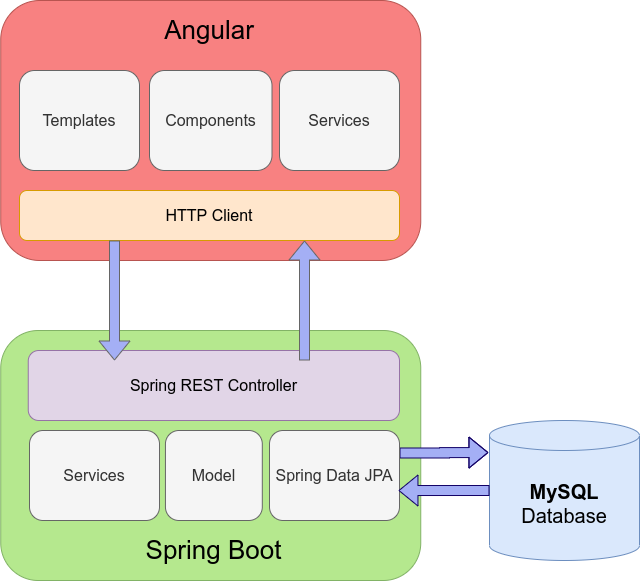 Angular
Templates
Components
Services
HTTP Client
Spring REST Controller
Services
Model
Spring Data JPA
MySQL
Database
Spring Boot